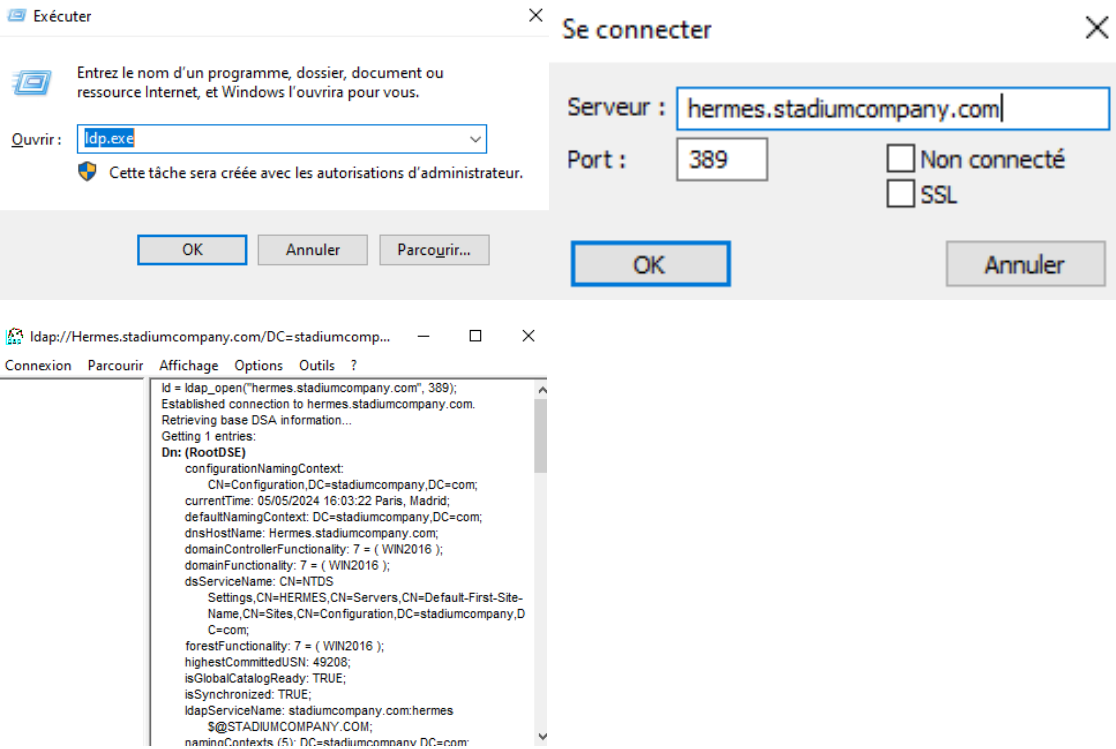 Exécuter
Entrez le nom d'un programme, dossier, document ou
ressource Internet, et Windows l'ouvrira pour vous.
Ouvrir : ldp.exe
Cette tâche sera créée avec les autorisations d'administrateur.
OK Annuler Parcourir...
Se connecter
Serveur : hermes.stadiumcompany.com
Port : 389 Non connecté
SSL
OK Annuler
ldap://Hermes.stadiumcompany.com/DC=stadiumcomp...
Connexion Parcourir Affichage Options Outils ?
ld = ldap_open("hermes.stadiumcompany.com", 389);
Established connection to hermes.stadiumcompany.com.
Retrieving base DSA information...
Getting 1 entries:
Dn: (RootDSE)
configurationNamingContext:
CN=Configuration,DC=stadiumcompany,DC=com;
currentTime: 05/05/2024 16:03:22 Paris, Madrid;
defaultNamingContext: DC=stadiumcompany,DC=com;
dnsHostName: Hermes.stadiumcompany.com;
domainControllerFunctionality: 7 = ( WIN2016 );
domainFunctionality: 7 = ( WIN2016 );
dsServiceName: CN=NTDS
Settings,CN=HERMES,CN=Servers,CN=Default-First-Site-
Name,CN=Sites,CN=Configuration,DC=stadiumcompany,D
C=com;
forestFunctionality: 7 = ( WIN2016 );
highestCommittedUSN: 49208;
isGlobalCatalogReady: TRUE;
isSynchronized: TRUE;
ldapServiceName: stadiumcompany.com:hermes
$@STADIUMCOMPANY.COM;
namingContexts (5): DC=stadiumcompany,DC=com;